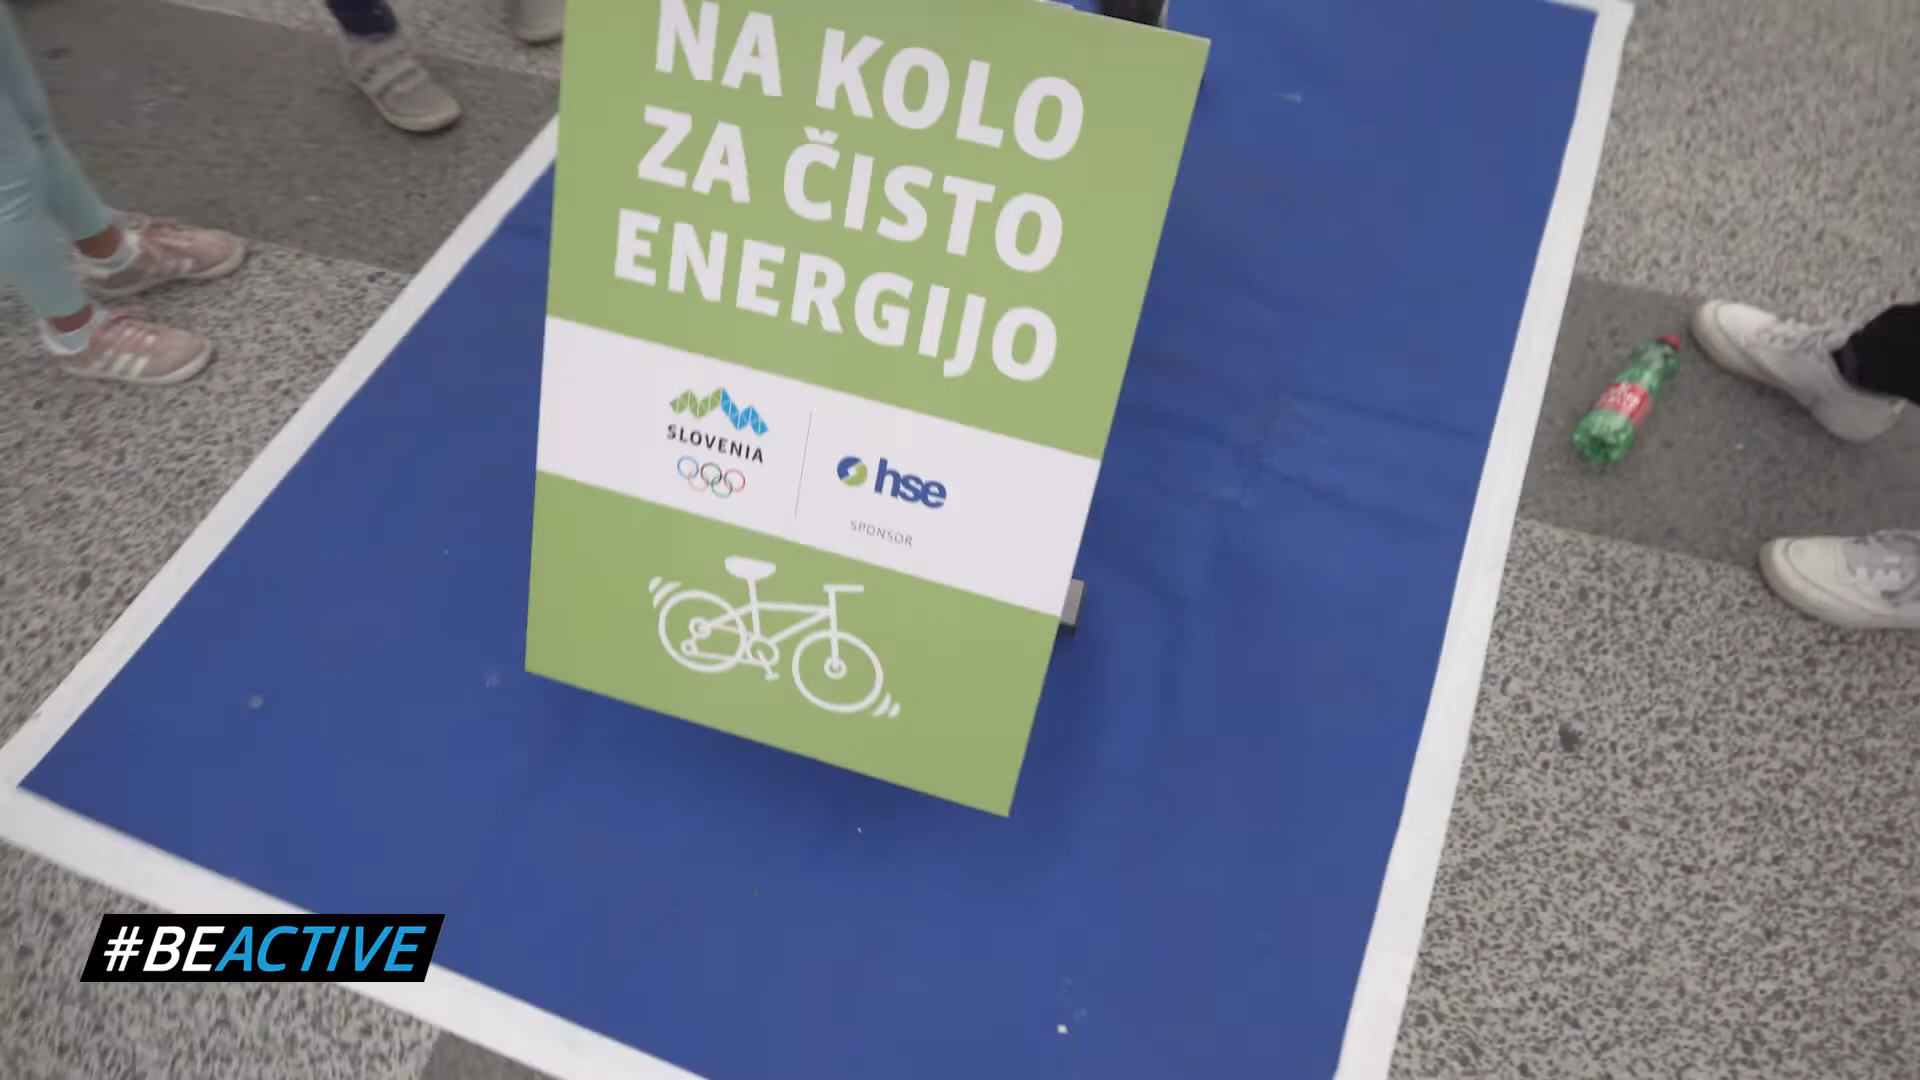 NA KOLO
ZA ČISTO
ENERGIJO
SLOVENIA
hse
SPONSOR
#BEACTIVE